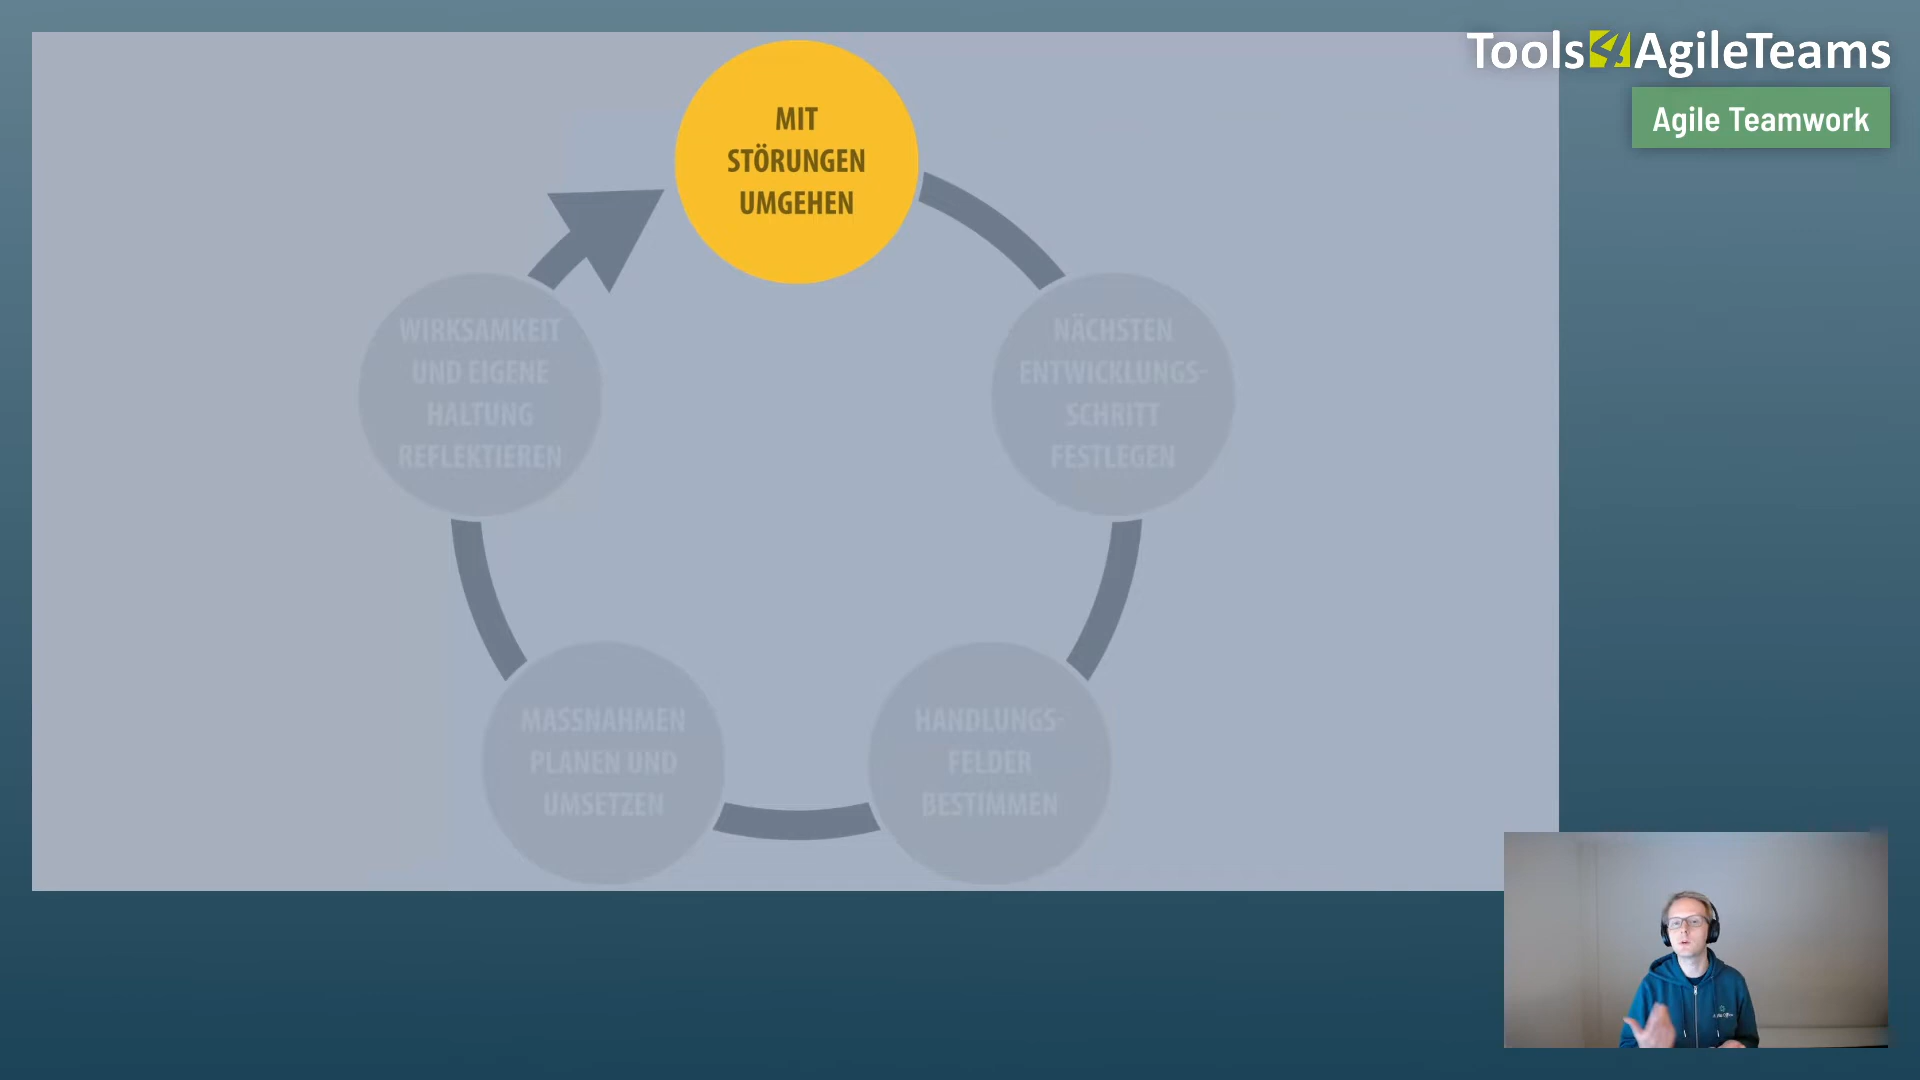 Tools4AgileTeams
Agile Teamwork
MIT
STÖRUNGEN
UMGEHEN
NÄCHSTEN
ENTWICKLUNGS-
SCHRITT
FESTLEGEN
HANDLUNGS-
FELDER
BESTIMMEN
MASSNAHMEN
PLANEN UND
UMSETZEN
WIRKSAMKEIT
UND EIGENE
HALTUNG
REFLEKTIEREN